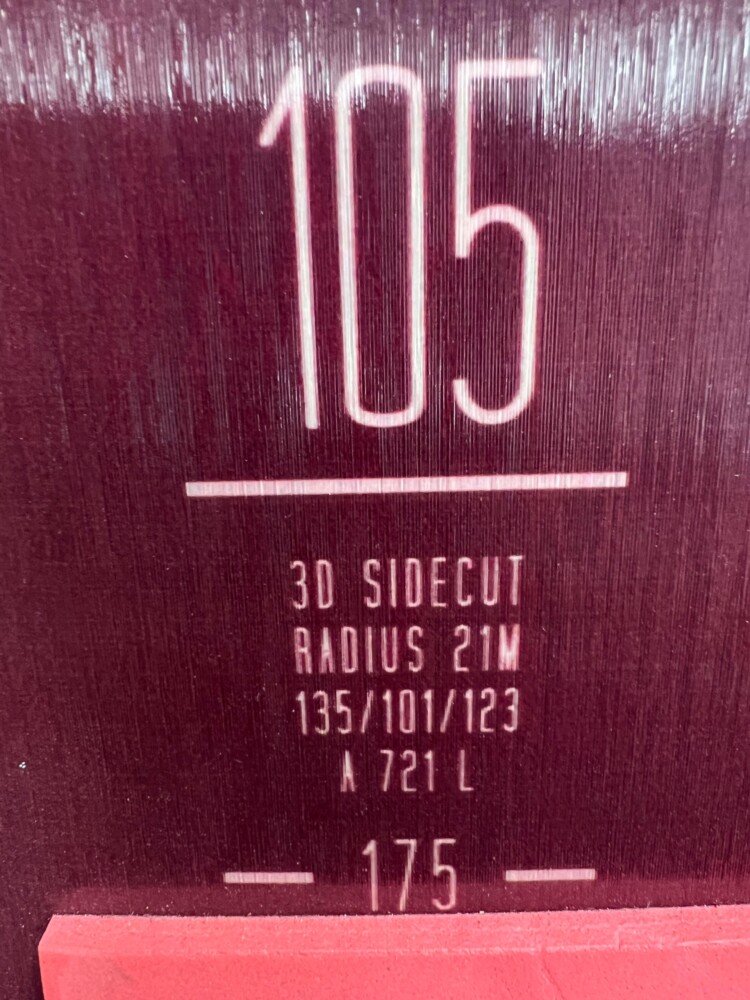 105
3D SIDECUT
RADIUS 21M
135/101/123
A 721 L
175